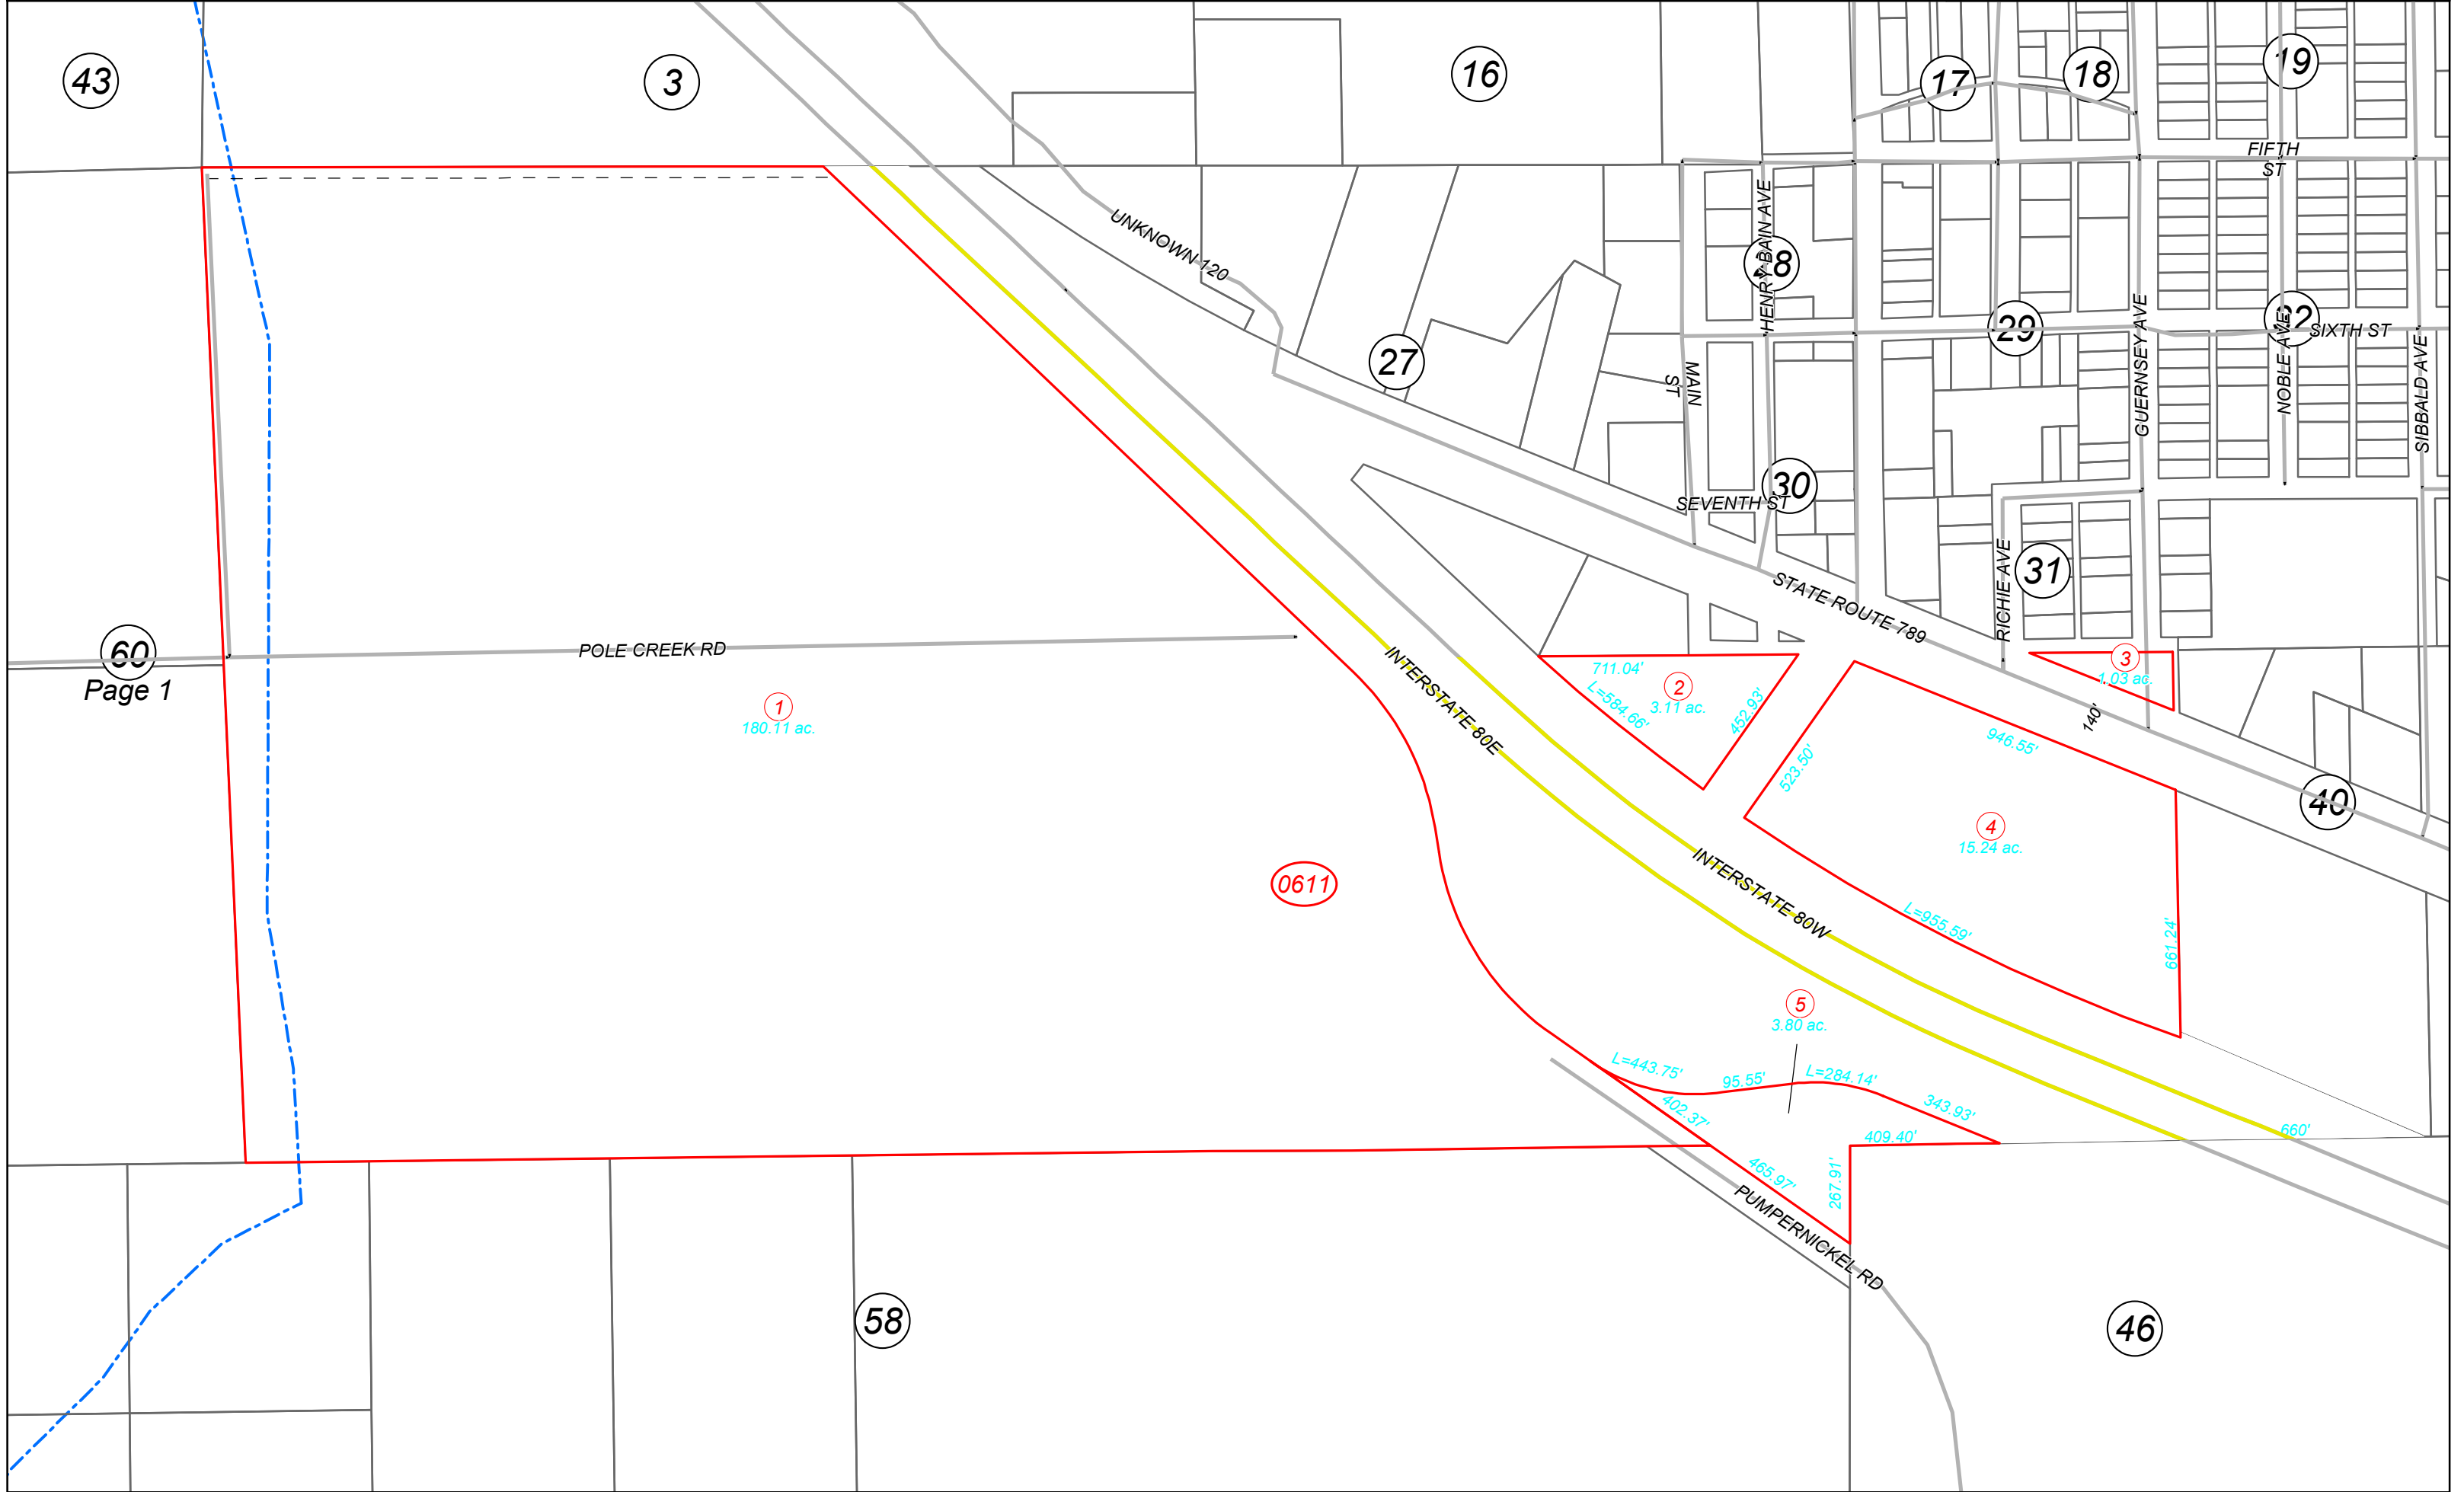 43
3
16
17
18
19
FIFTH
ST
UNKNOWN 120
HENRY BAIN AVE
28
27
29
GUERNSEY AVE
32
NOBLE AVE
SIXTH ST
SIBBALD AVE
MAIN
ST
30
SEVENTH ST
STATE ROUTE 789
RICHIE AVE
31
60
Page 1
POLE CREEK RD
1
180.11 ac.
INTERSTATE 80E
711.04'
L=584.66'
2
3.11 ac.
452.93'
3
1.03 ac.
140'
523.50'
946.55'
4
15.24 ac.
40
0611
INTERSTATE 80W
L=955.59'
661.24'
5
3.80 ac.
L=443.75'
95.55'
L=284.14'
402.37'
343.93'
409.40'
660'
465.97'
267.91'
PUMPERNICKEL RD
58
46